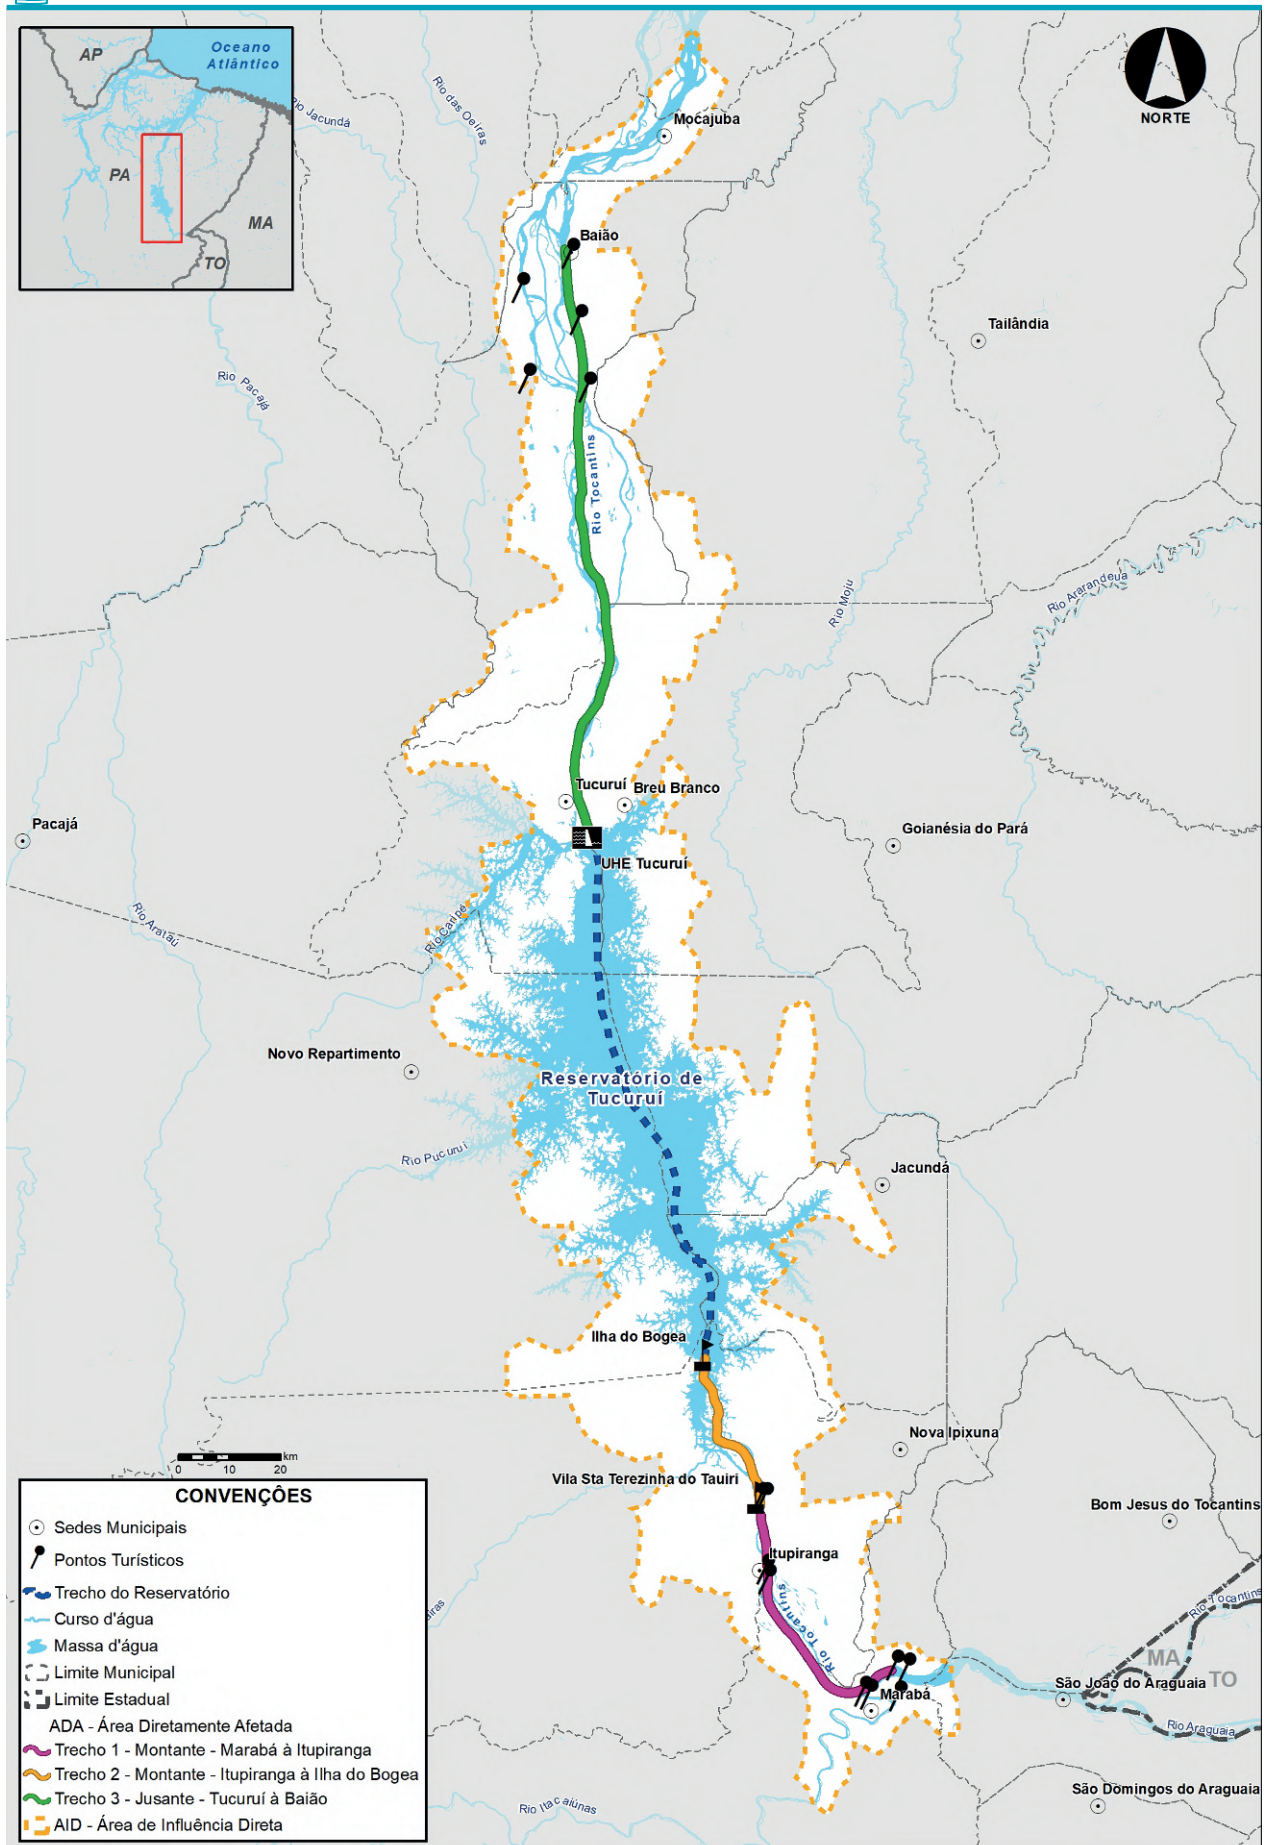 AP
Oceano
Atlântico
PA
MA
TO
NORTE
Rio Jacundá
Rio das Oeiras
Mocajuba
Baião
Tailândia
Rio Pacajá
Rio Tocantins
Rio Moju
Rio Ararandeua
Tucuruí
Breu Branco
Pacajá
Goianésia do Pará
UHE Tucuruí
Rio Arataú
Rio Caripé
Novo Repartimento
Reservatório de
Tucuruí
Rio Pucuruí
Jacundá
Ilha do Bogea
Nova Ipixuna
Vila Sta Terezinha do Tauiri
Bom Jesus do Tocantins
Itupiranga
Rio Tocantins
Rio Tocantins
MA
TO
Marabá
São João do Araguaia
Rio Araguaia
São Domingos do Araguaia
Rio Itacaiúnas
km
0 10 20
CONVENÇÕES
Sedes Municipais
Pontos Turísticos
Trecho do Reservatório
Curso d'água
Massa d'água
Limite Municipal
Limite Estadual
ADA - Área Diretamente Afetada
Trecho 1 - Montante - Marabá à Itupiranga
Trecho 2 - Montante - Itupiranga à Ilha do Bogea
Trecho 3 - Jusante - Tucuruí à Baião
AID - Área de Influência Direta